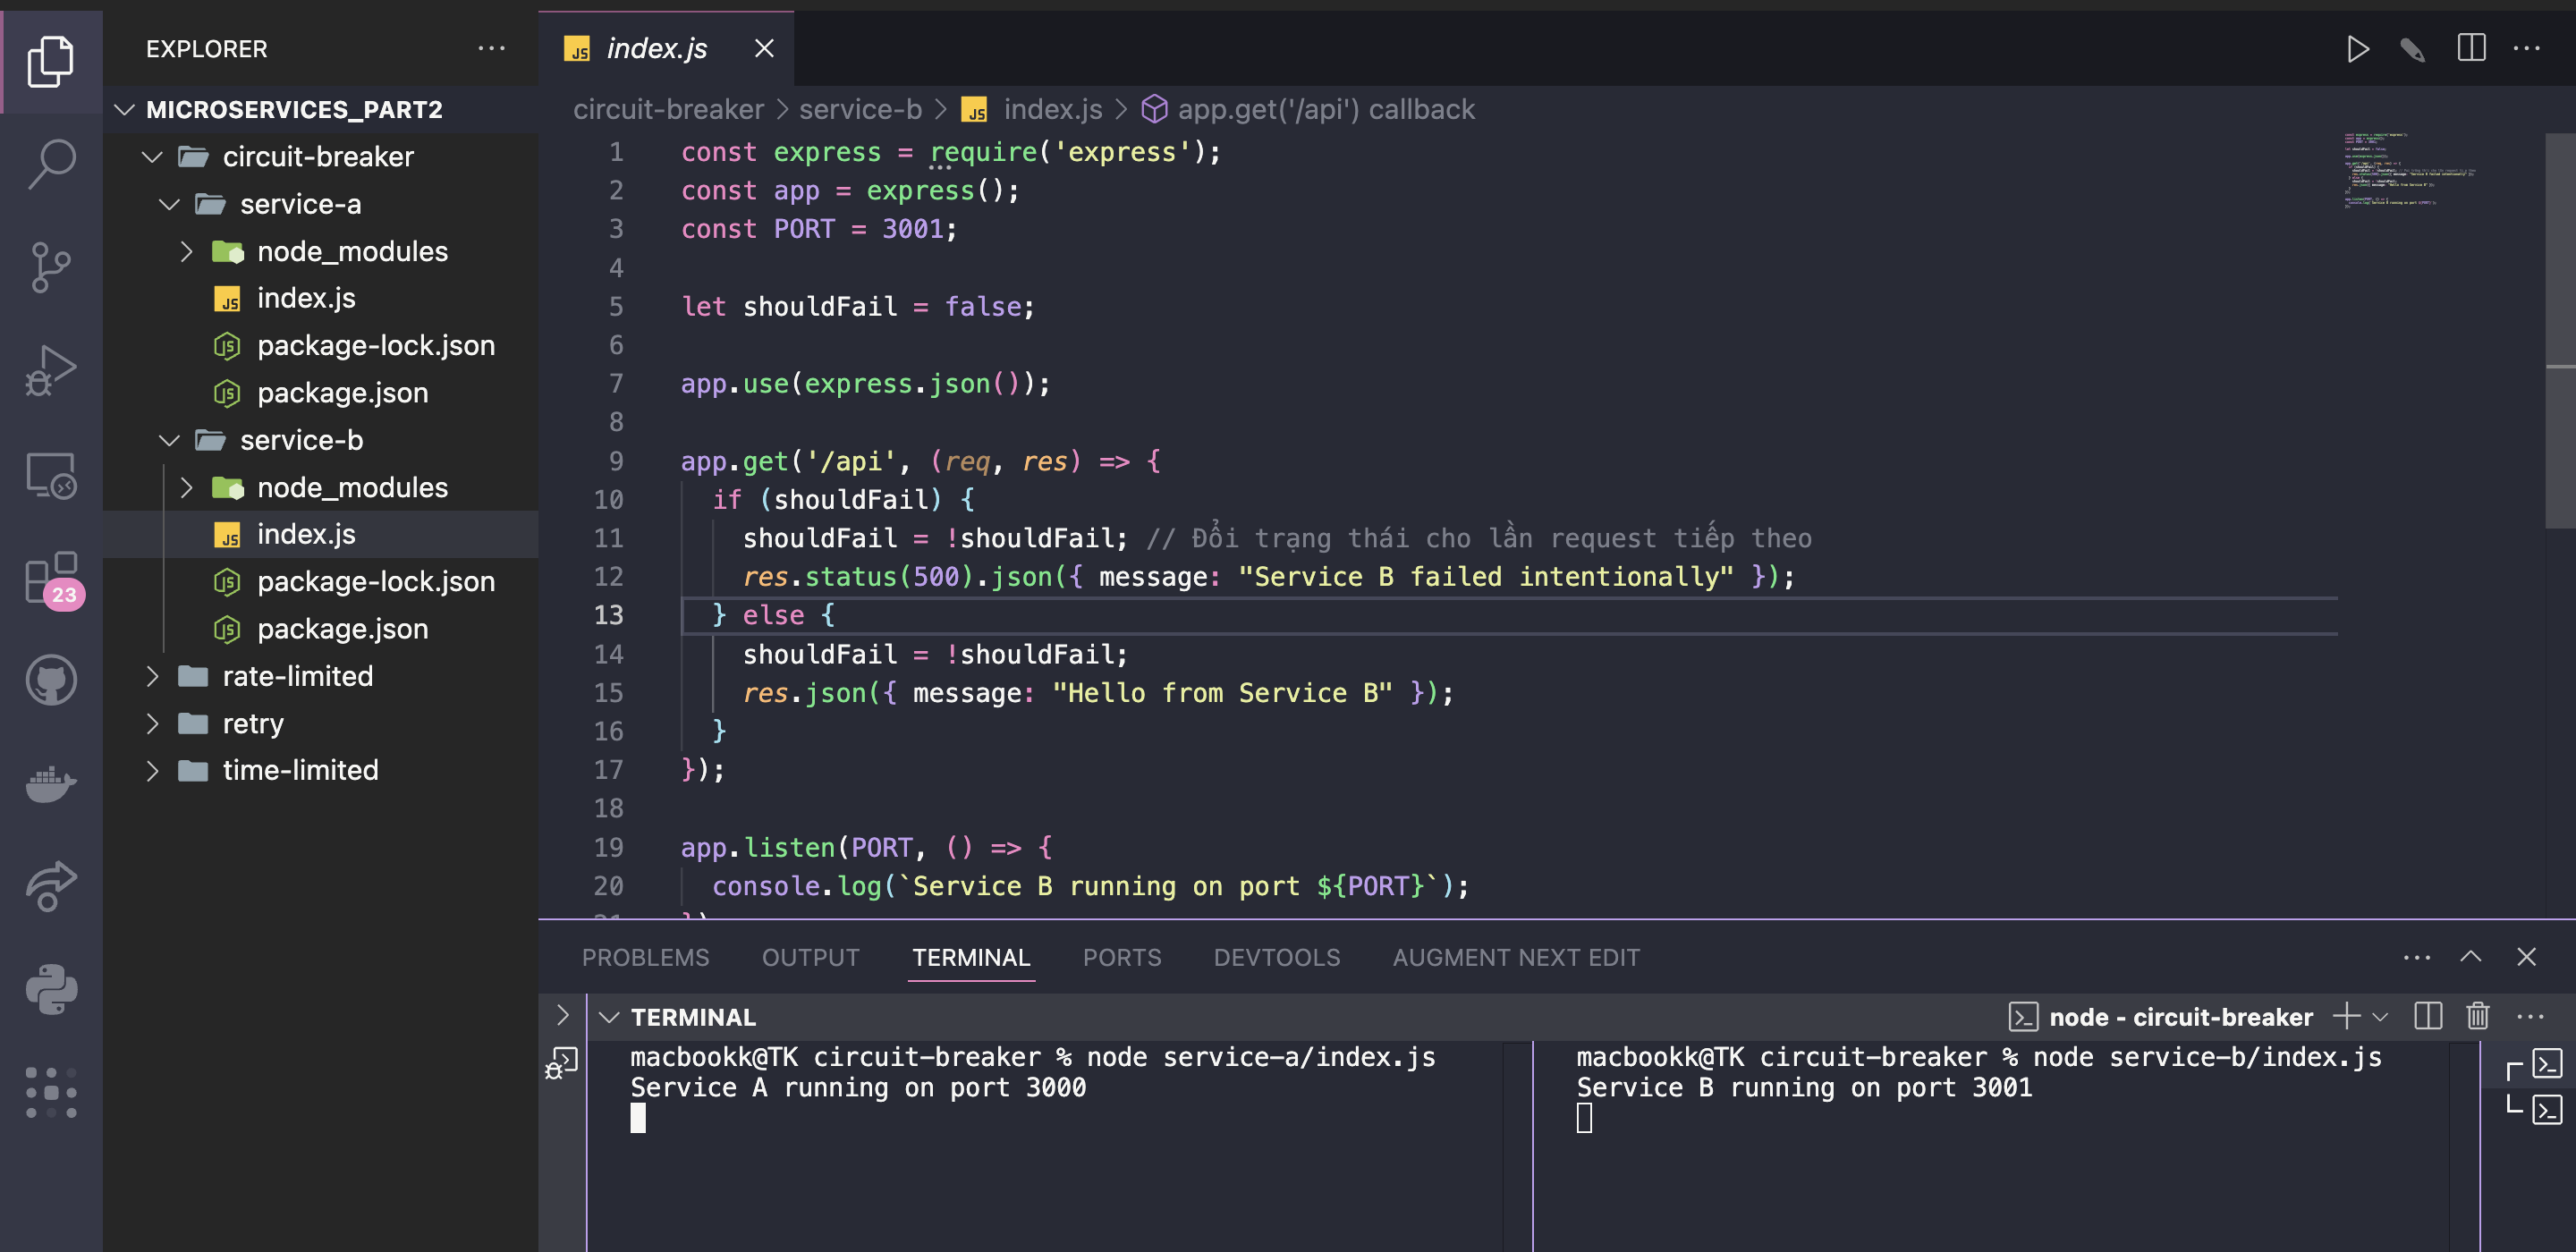 EXPLORER
MICROSERVICES_PART2
circuit-breaker
service-a
node_modules
index.js
package-lock.json
package.json
service-b
node_modules
index.js
package-lock.json
package.json
rate-limited
retry
time-limited
23
index.js
circuit-breaker > service-b > index.js > app.get('/api') callback
1 const express = require('express');
2 const app = express();
3 const PORT = 3001;
4
5 let shouldFail = false;
6
7 app.use(express.json());
8
9 app.get('/api', (req, res) => {
10 if (shouldFail) {
11 shouldFail = !shouldFail; // Đổi trạng thái cho lần request tiếp theo
12 res.status(500).json({ message: "Service B failed intentionally" });
13 } else {
14 shouldFail = !shouldFail;
15 res.json({ message: "Hello from Service B" });
16 }
17 });
18
19 app.listen(PORT, () => {
20 console.log(`Service B running on port ${PORT}`);
PROBLEMS OUTPUT TERMINAL PORTS DEVTOOLS AUGMENT NEXT EDIT
TERMINAL
node - circuit-breaker
macbookk@TK circuit-breaker % node service-a/index.js
Service A running on port 3000
macbookk@TK circuit-breaker % node service-b/index.js
Service B running on port 3001